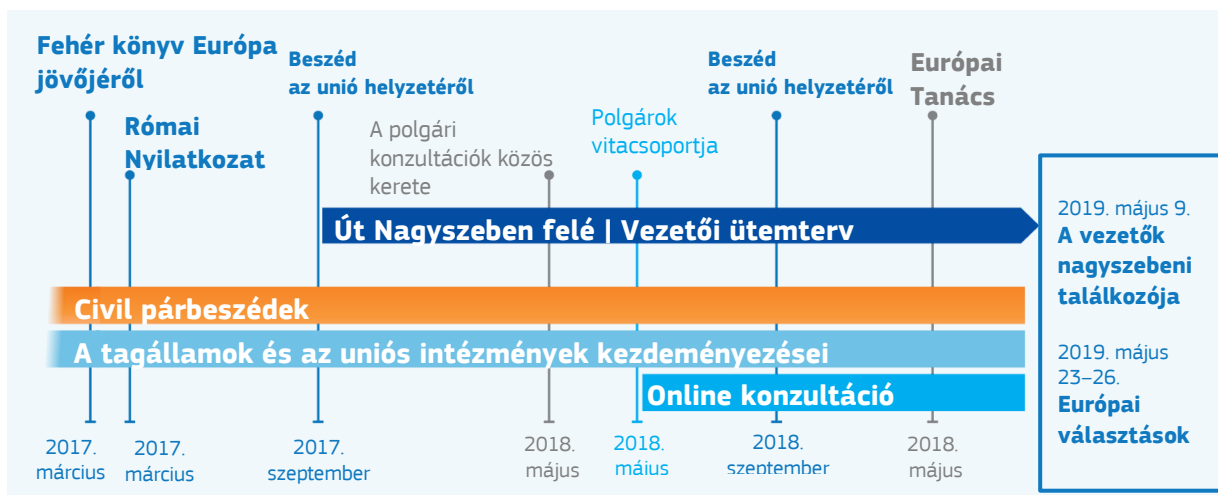 Fehér könyv Európa
jövőjéről
Római
Nyilatkozat
Beszéd
az unió helyzetéről
A polgári
konzultációk közös
kerete
Polgárok
vitacsoportja
Beszéd
az unió helyzetéről
Európai
Tanács
Út Nagyszeben felé | Vezetői ütemterv
Civil párbeszédek
A tagállamok és az uniós intézmények kezdeményezései
Online konzultáció
2017.
március
2017.
március
2017.
szeptember
2018.
május
2018.
május
2018.
szeptember
2018.
május
2019. május 9.
A vezetők
nagyszebeni
találkozója
2019. május
23–26.
Európai
választások